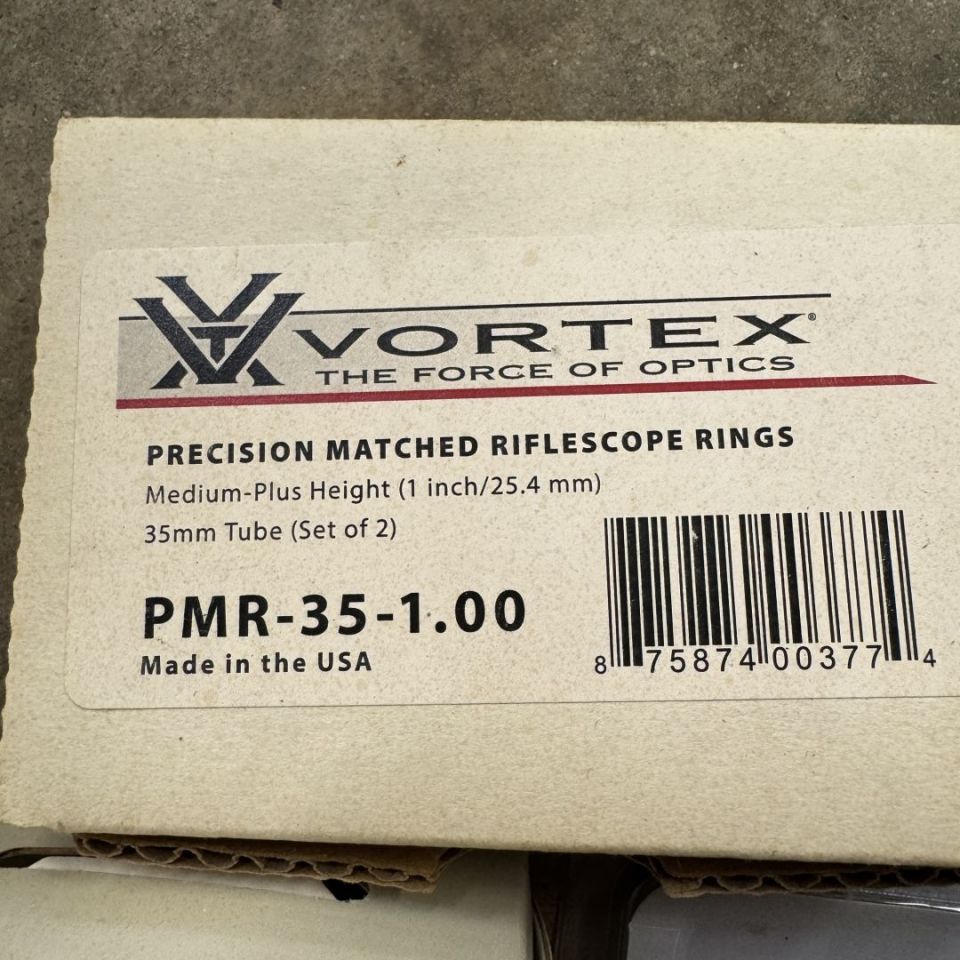 VORTEX®
THE FORCE OF OPTICS
PRECISION MATCHED RIFLESCOPE RINGS
Medium-Plus Height (1 inch/25.4 mm)
35mm Tube (Set of 2)
PMR-35-1.00
Made in the USA
8 75874 00377 4